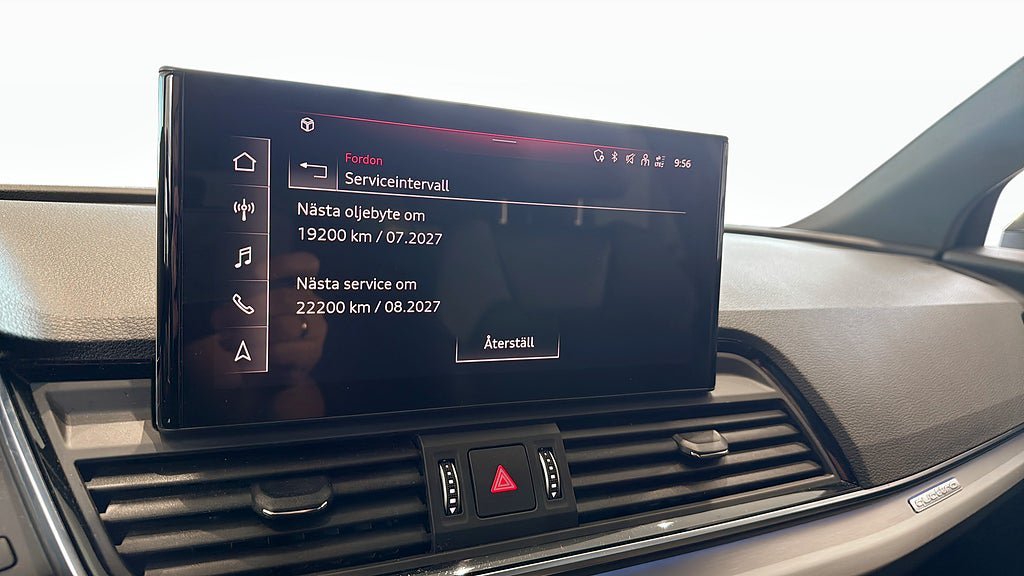 Fordon
9:56
Serviceintervall
Nästa oljebyte om
19200 km / 07.2027
Nästa service om
22200 km / 08.2027
Återställ
quattro